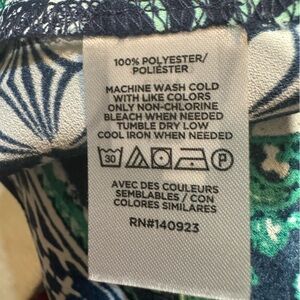 100% POLYESTER/
POLIÉSTER
MACHINE WASH COLD
WITH LIKE COLORS
ONLY NON-CHLORINE
BLEACH WHEN NEEDED
TUMBLE DRY LOW
COOL IRON WHEN NEEDED
30 P
AVEC DES COULEURS
SEMBLABLES / CON
COLORES SIMILARES
RN#140923